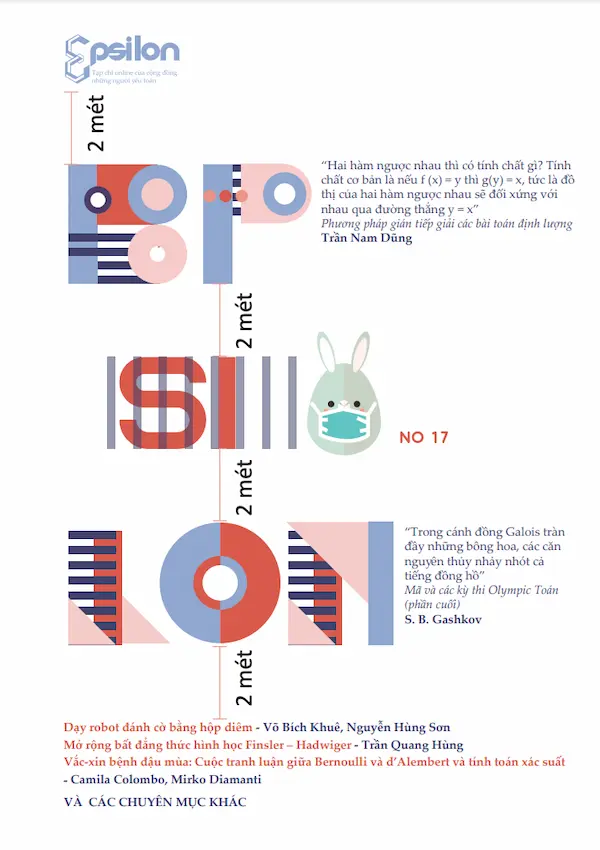 Epsilon
Tạp chí online của cộng đồng
những người yêu toán
2 mét
EP
“Hai hàm ngược nhau thì có tính chất gì? Tính
chất cơ bản là nếu f (x) = y thì g(y) = x, tức là đồ
thị của hai hàm ngược nhau sẽ đối xứng với
nhau qua đường thẳng y = x”
Phương pháp gián tiếp giải các bài toán định lượng
Trần Nam Dũng
2 mét
SI
NO 17
2 mét
LON
“Trong cánh đồng Galois tràn
đầy những bông hoa, các căn
nguyên thủy nhảy nhót cả
tiếng đồng hồ”
Mã và các kỳ thi Olympic Toán
(phần cuối)
S. B. Gashkov
2 mét
Dạy robot đánh cờ bằng hộp diêm - Võ Bích Khuê, Nguyễn Hùng Sơn
Mở rộng bất đẳng thức hình học Finsler – Hadwiger - Trần Quang Hùng
Vắc-xin bệnh đậu mùa: Cuộc tranh luận giữa Bernoulli và d’Alembert và tính toán xác suất
- Camila Colombo, Mirko Diamanti
VÀ CÁC CHUYÊN MỤC KHÁC